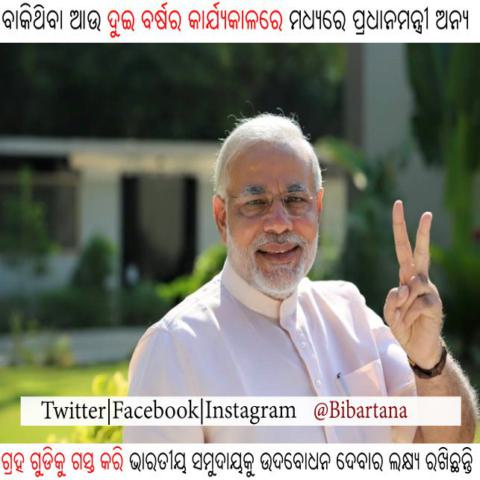 ବାକିଥିବା ଆଉ ଦୁଇ ବର୍ଷର କାର୍ଯ୍ୟକାଳରେ ମଧ୍ୟରେ ପ୍ରଧାନମନ୍ତ୍ରୀ ଅନ୍ୟ
Twitter|Facebook|Instagram @Bibartana
ଗ୍ରହ ଗୁଡିକୁ ଗସ୍ତ କରି ଭାରତୀୟ ସମୁଦାୟକୁ ଉଦବୋଧନ ଦେବାର ଲକ୍ଷ୍ୟ ରଖିଛନ୍ତି